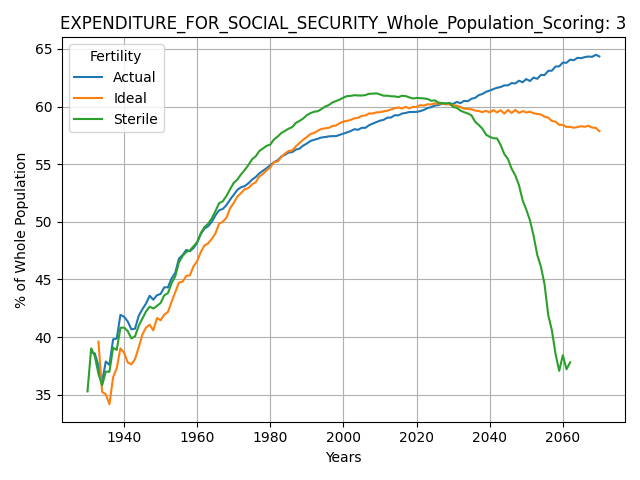 EXPENDITURE_FOR_SOCIAL_SECURITY_Whole_Population_Scoring: 3
Fertility
Actual
Ideal
Sterile
65
60
55
50
45
40
35
% of Whole Population
1940 1960 1980 2000 2020 2040 2060
Years